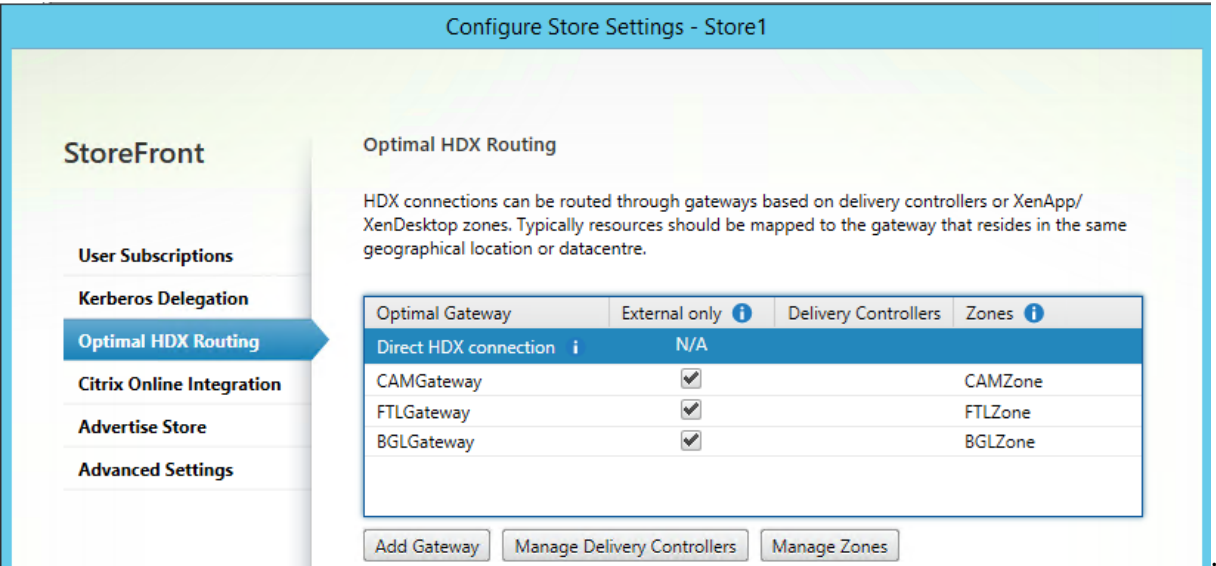 Configure Store Settings - Store1
StoreFront
User Subscriptions
Kerberos Delegation
Optimal HDX Routing
Citrix Online Integration
Advertise Store
Advanced Settings
Optimal HDX Routing
HDX connections can be routed through gateways based on delivery controllers or XenApp/
XenDesktop zones. Typically resources should be mapped to the gateway that resides in the same
geographical location or datacentre.
Optimal Gateway External only i Delivery Controllers Zones i
Direct HDX connection i N/A
CAMGateway CAMZone
FTLGateway FTLZone
BGLGateway BGLZone
Add Gateway Manage Delivery Controllers Manage Zones
.